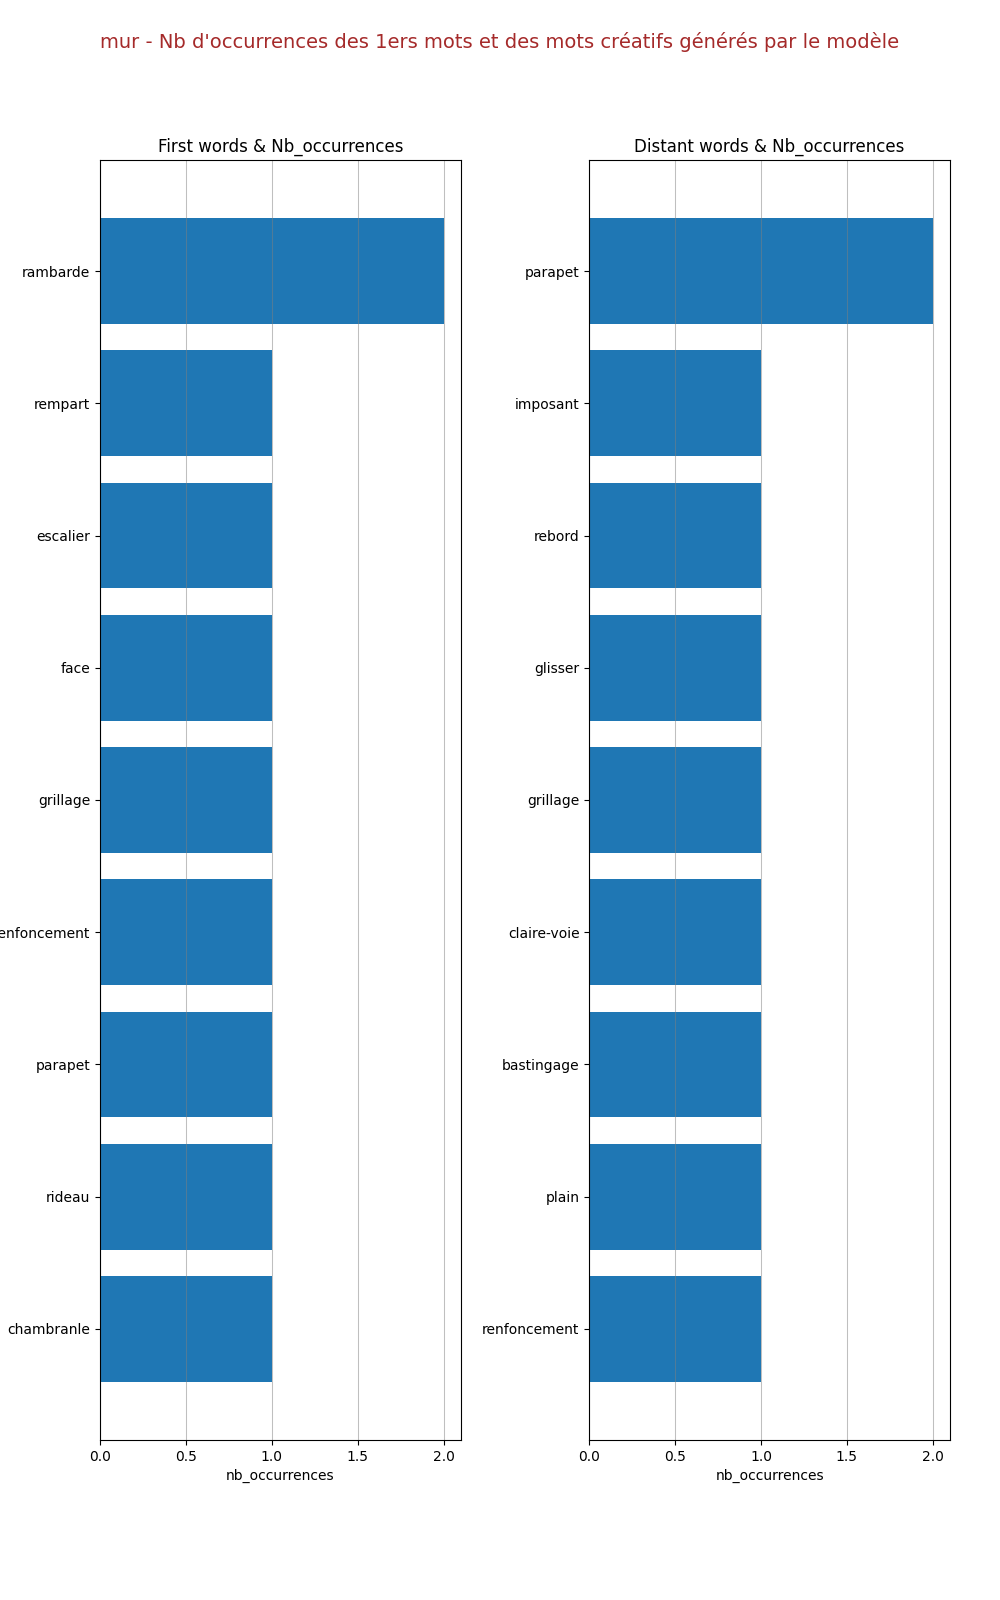 mur - Nb d'occurrences des 1ers mots et des mots créatifs générés par le modèle
First words & Nb_occurrences
rambarde
rempart
escalier
face
grillage
enfoncement
parapet
rideau
chambranle
0.0 0.5 1.0 1.5 2.0
nb_occurrences
Distant words & Nb_occurrences
parapet
imposant
rebord
glisser
grillage
claire-voie
bastingage
plain
renfoncement
0.0 0.5 1.0 1.5 2.0
nb_occurrences